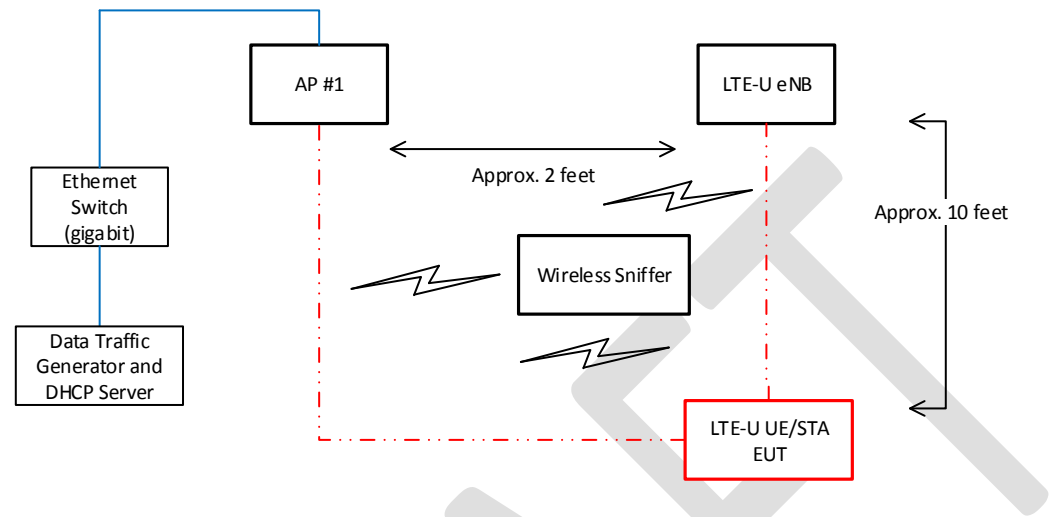 AP #1
LTE-U eNB
Approx. 2 feet
Ethernet
Switch
(gigabit)
Approx. 10 feet
Wireless Sniffer
Data Traffic
Generator and
DHCP Server
LTE-U UE/STA
EUT